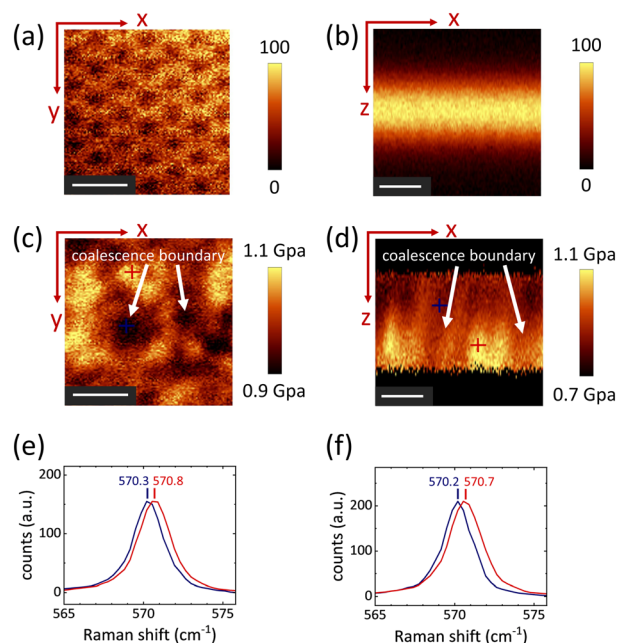 (a)
x
y
100
0
(b)
x
z
100
0
(c)
x
y
coalescence boundary
1.1 Gpa
0.9 Gpa
(d)
x
z
coalescence boundary
1.1 Gpa
0.7 Gpa
(e)
200
100
0
counts (a.u.)
570.3
570.8
565
570
575
Raman shift (cm⁻¹)
(f)
200
100
0
counts (a.u.)
570.2
570.7
565
570
575
Raman shift (cm⁻¹)